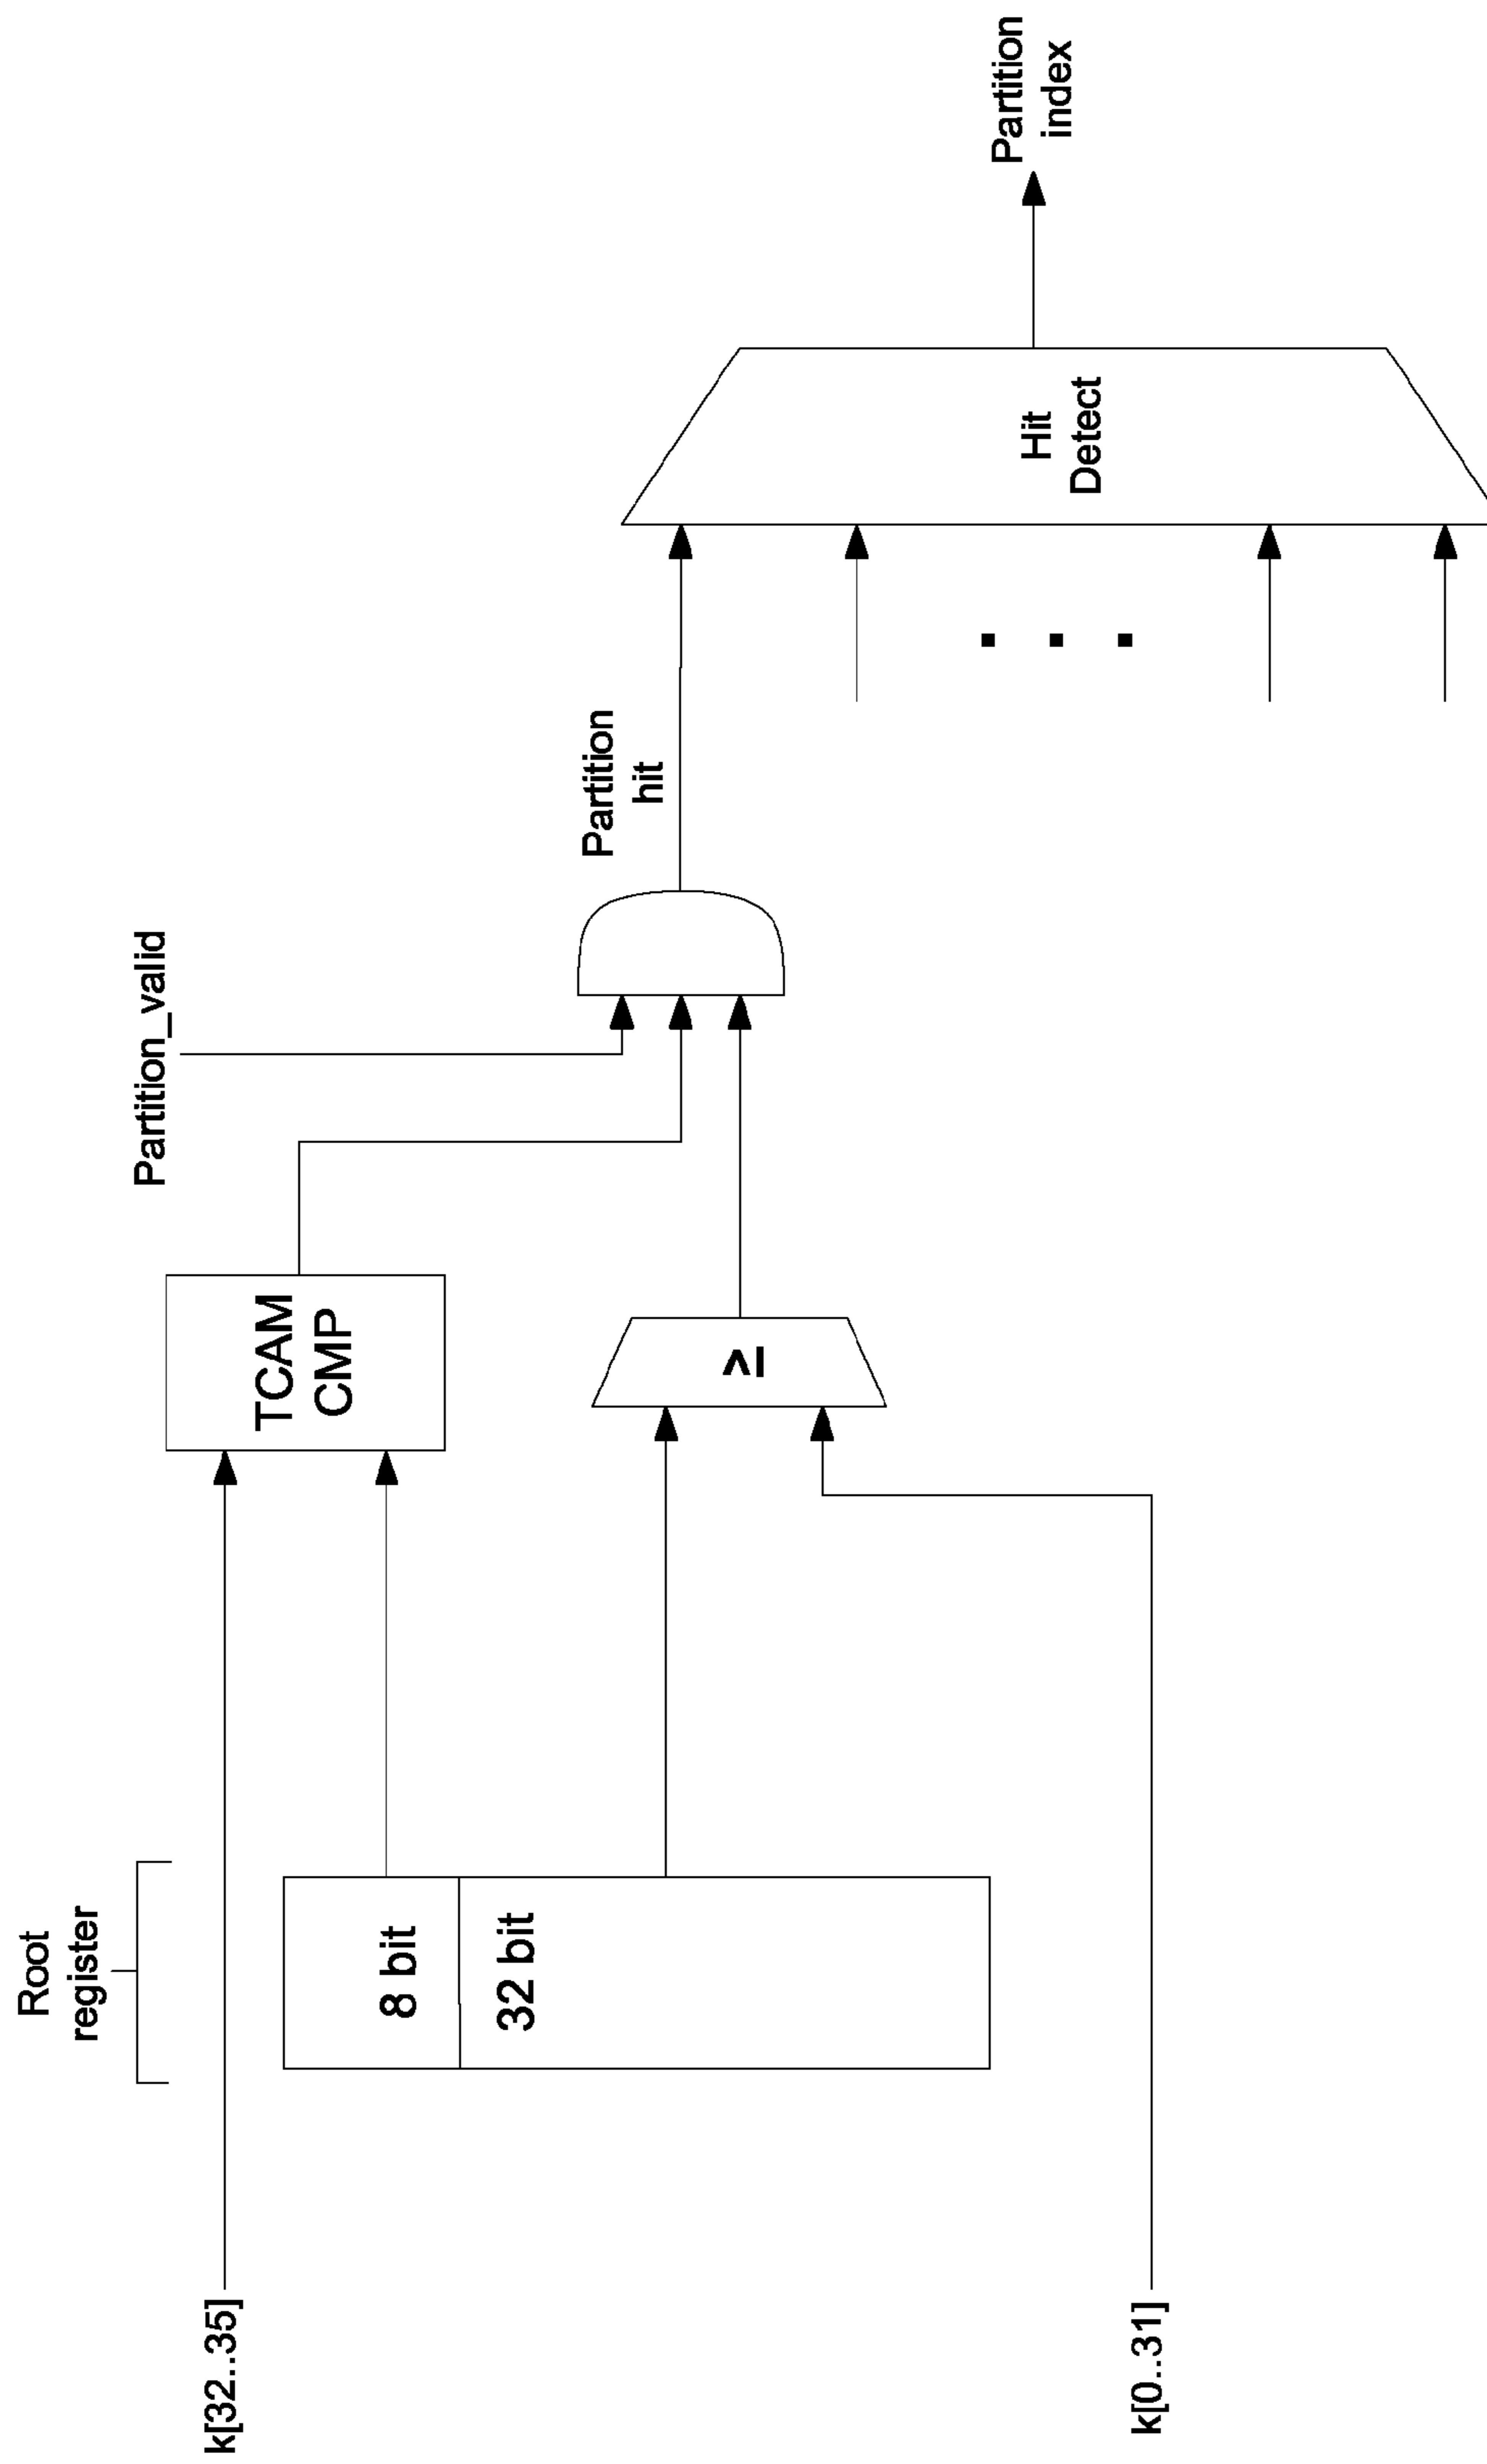 Root
register
k[32..35]
8 bit
32 bit
k[0..31]
TCAM
CMP
≥
Partition_valid
Partition
hit
Hit
Detect
Partition
index